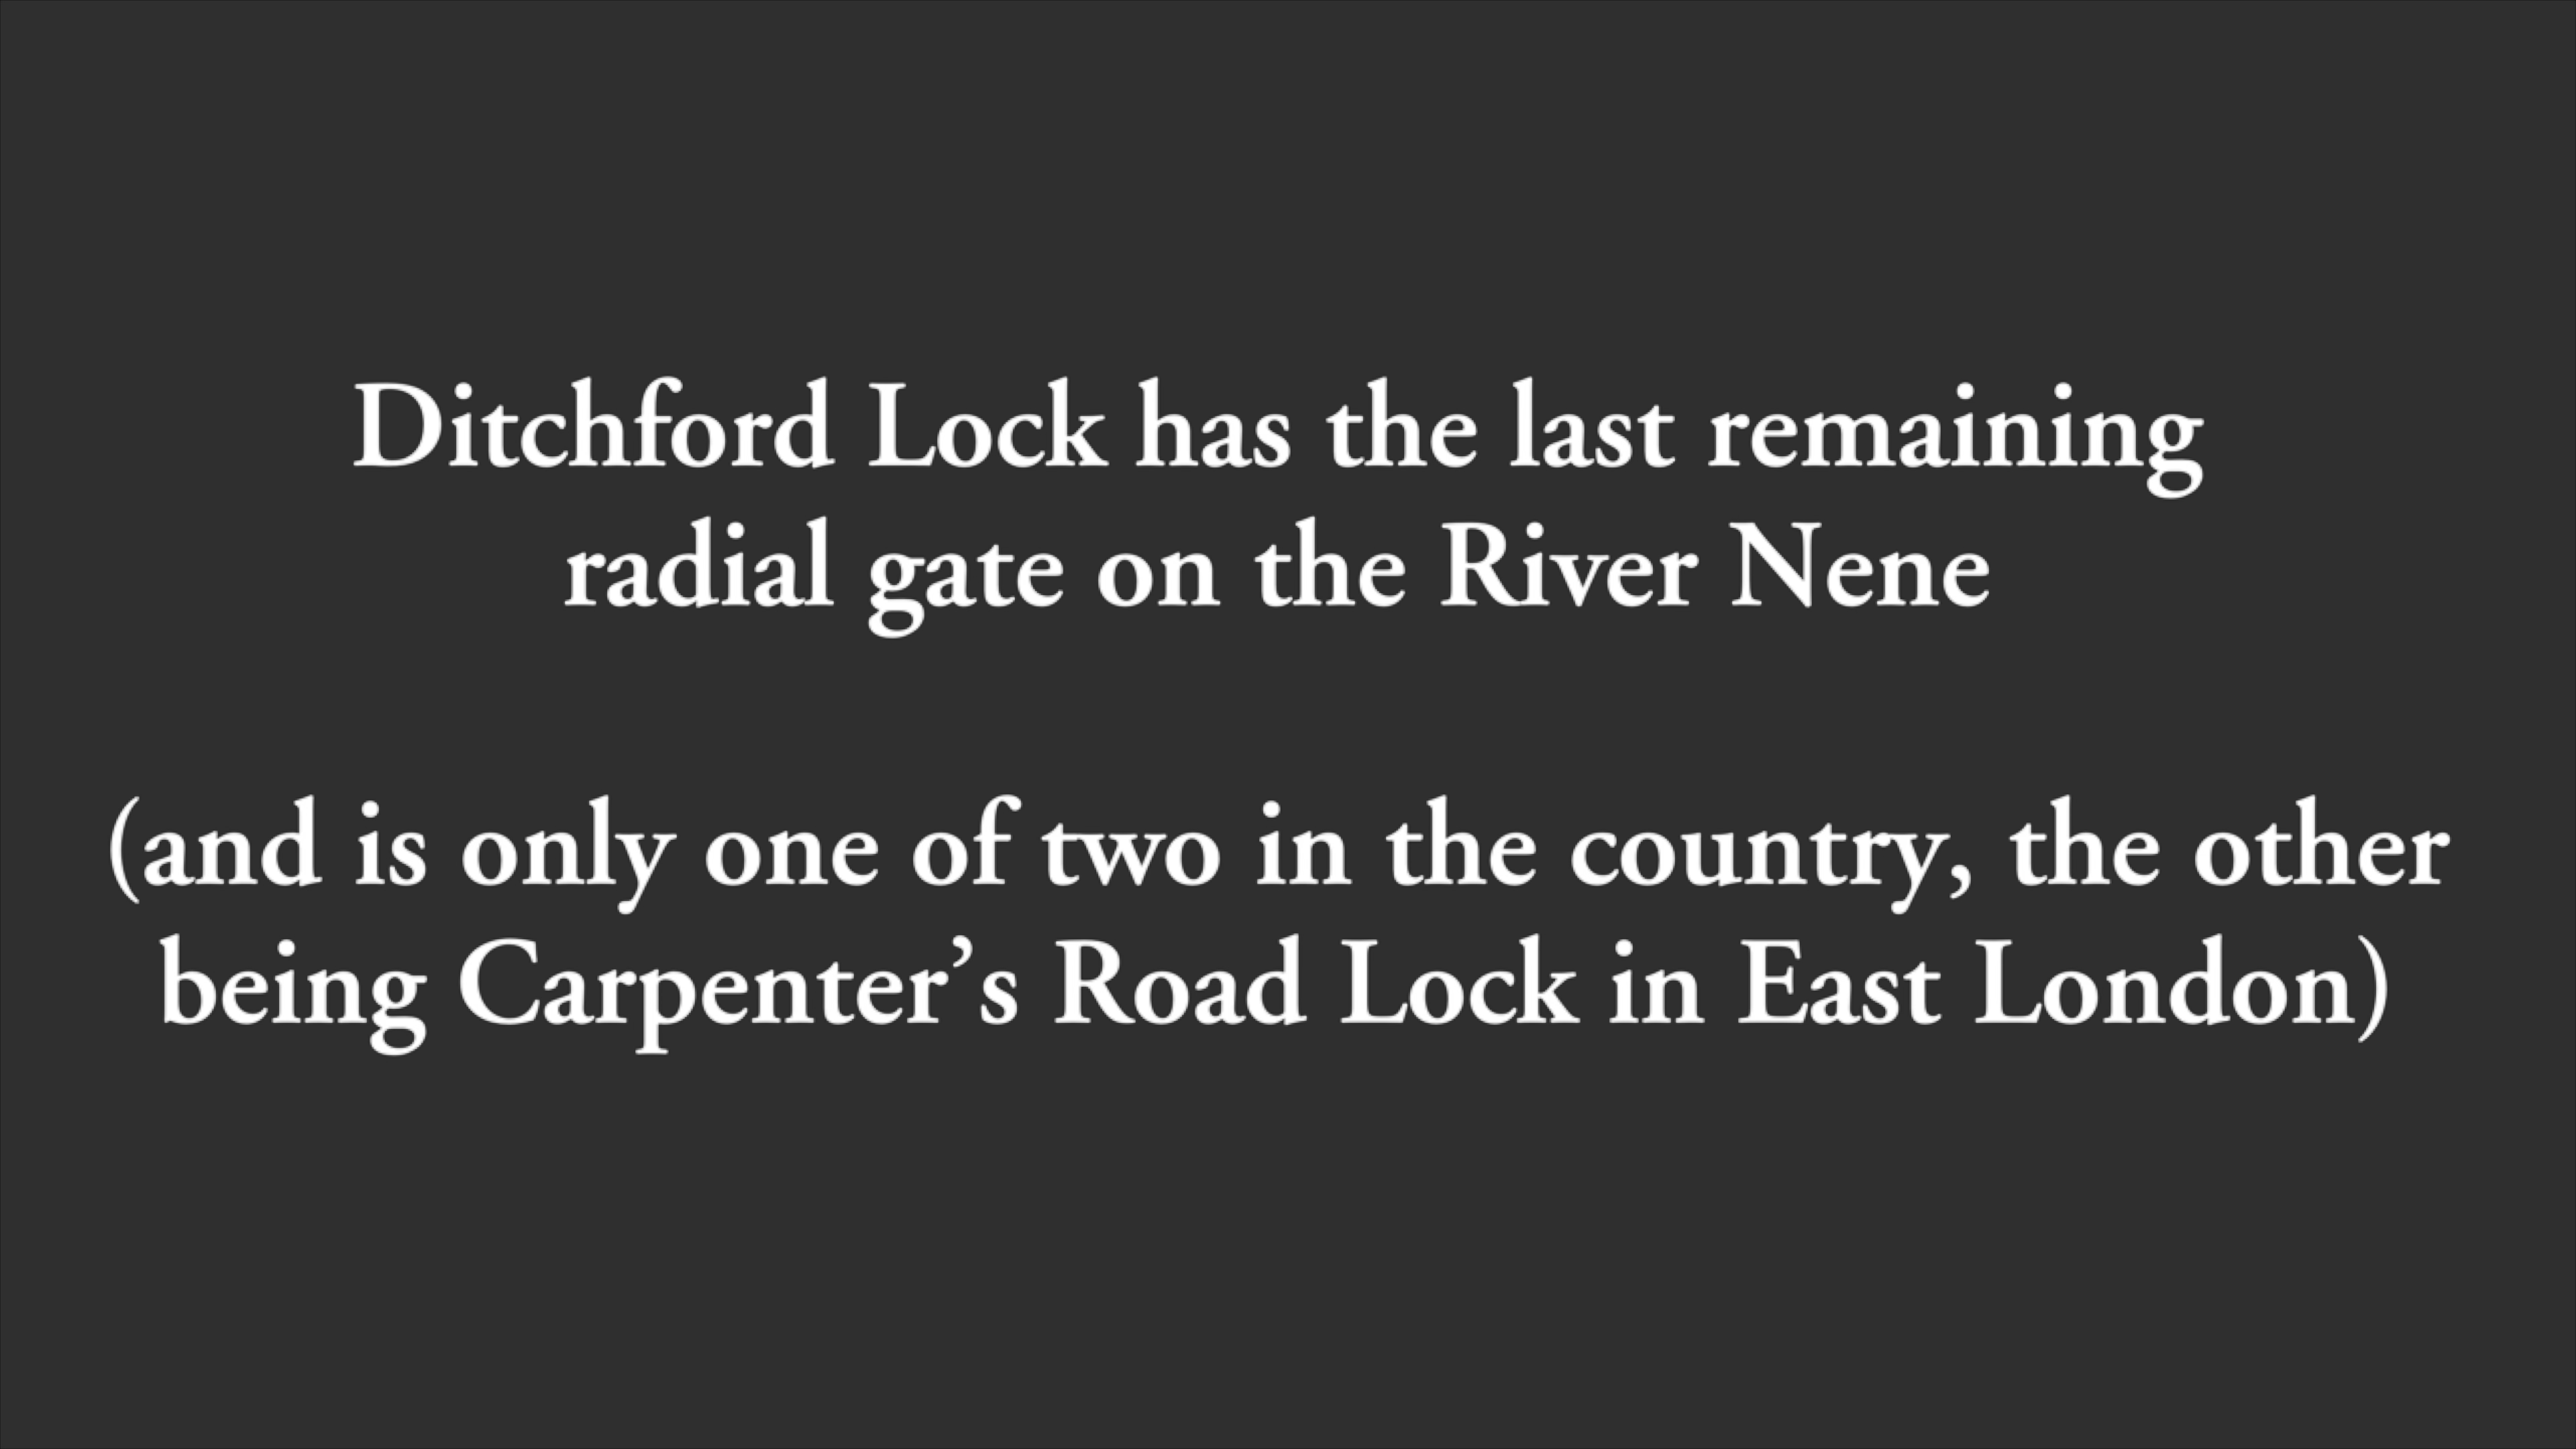 Ditchford Lock has the last remaining
radial gate on the River Nene
(and is only one of two in the country, the other
being Carpenter’s Road Lock in East London)